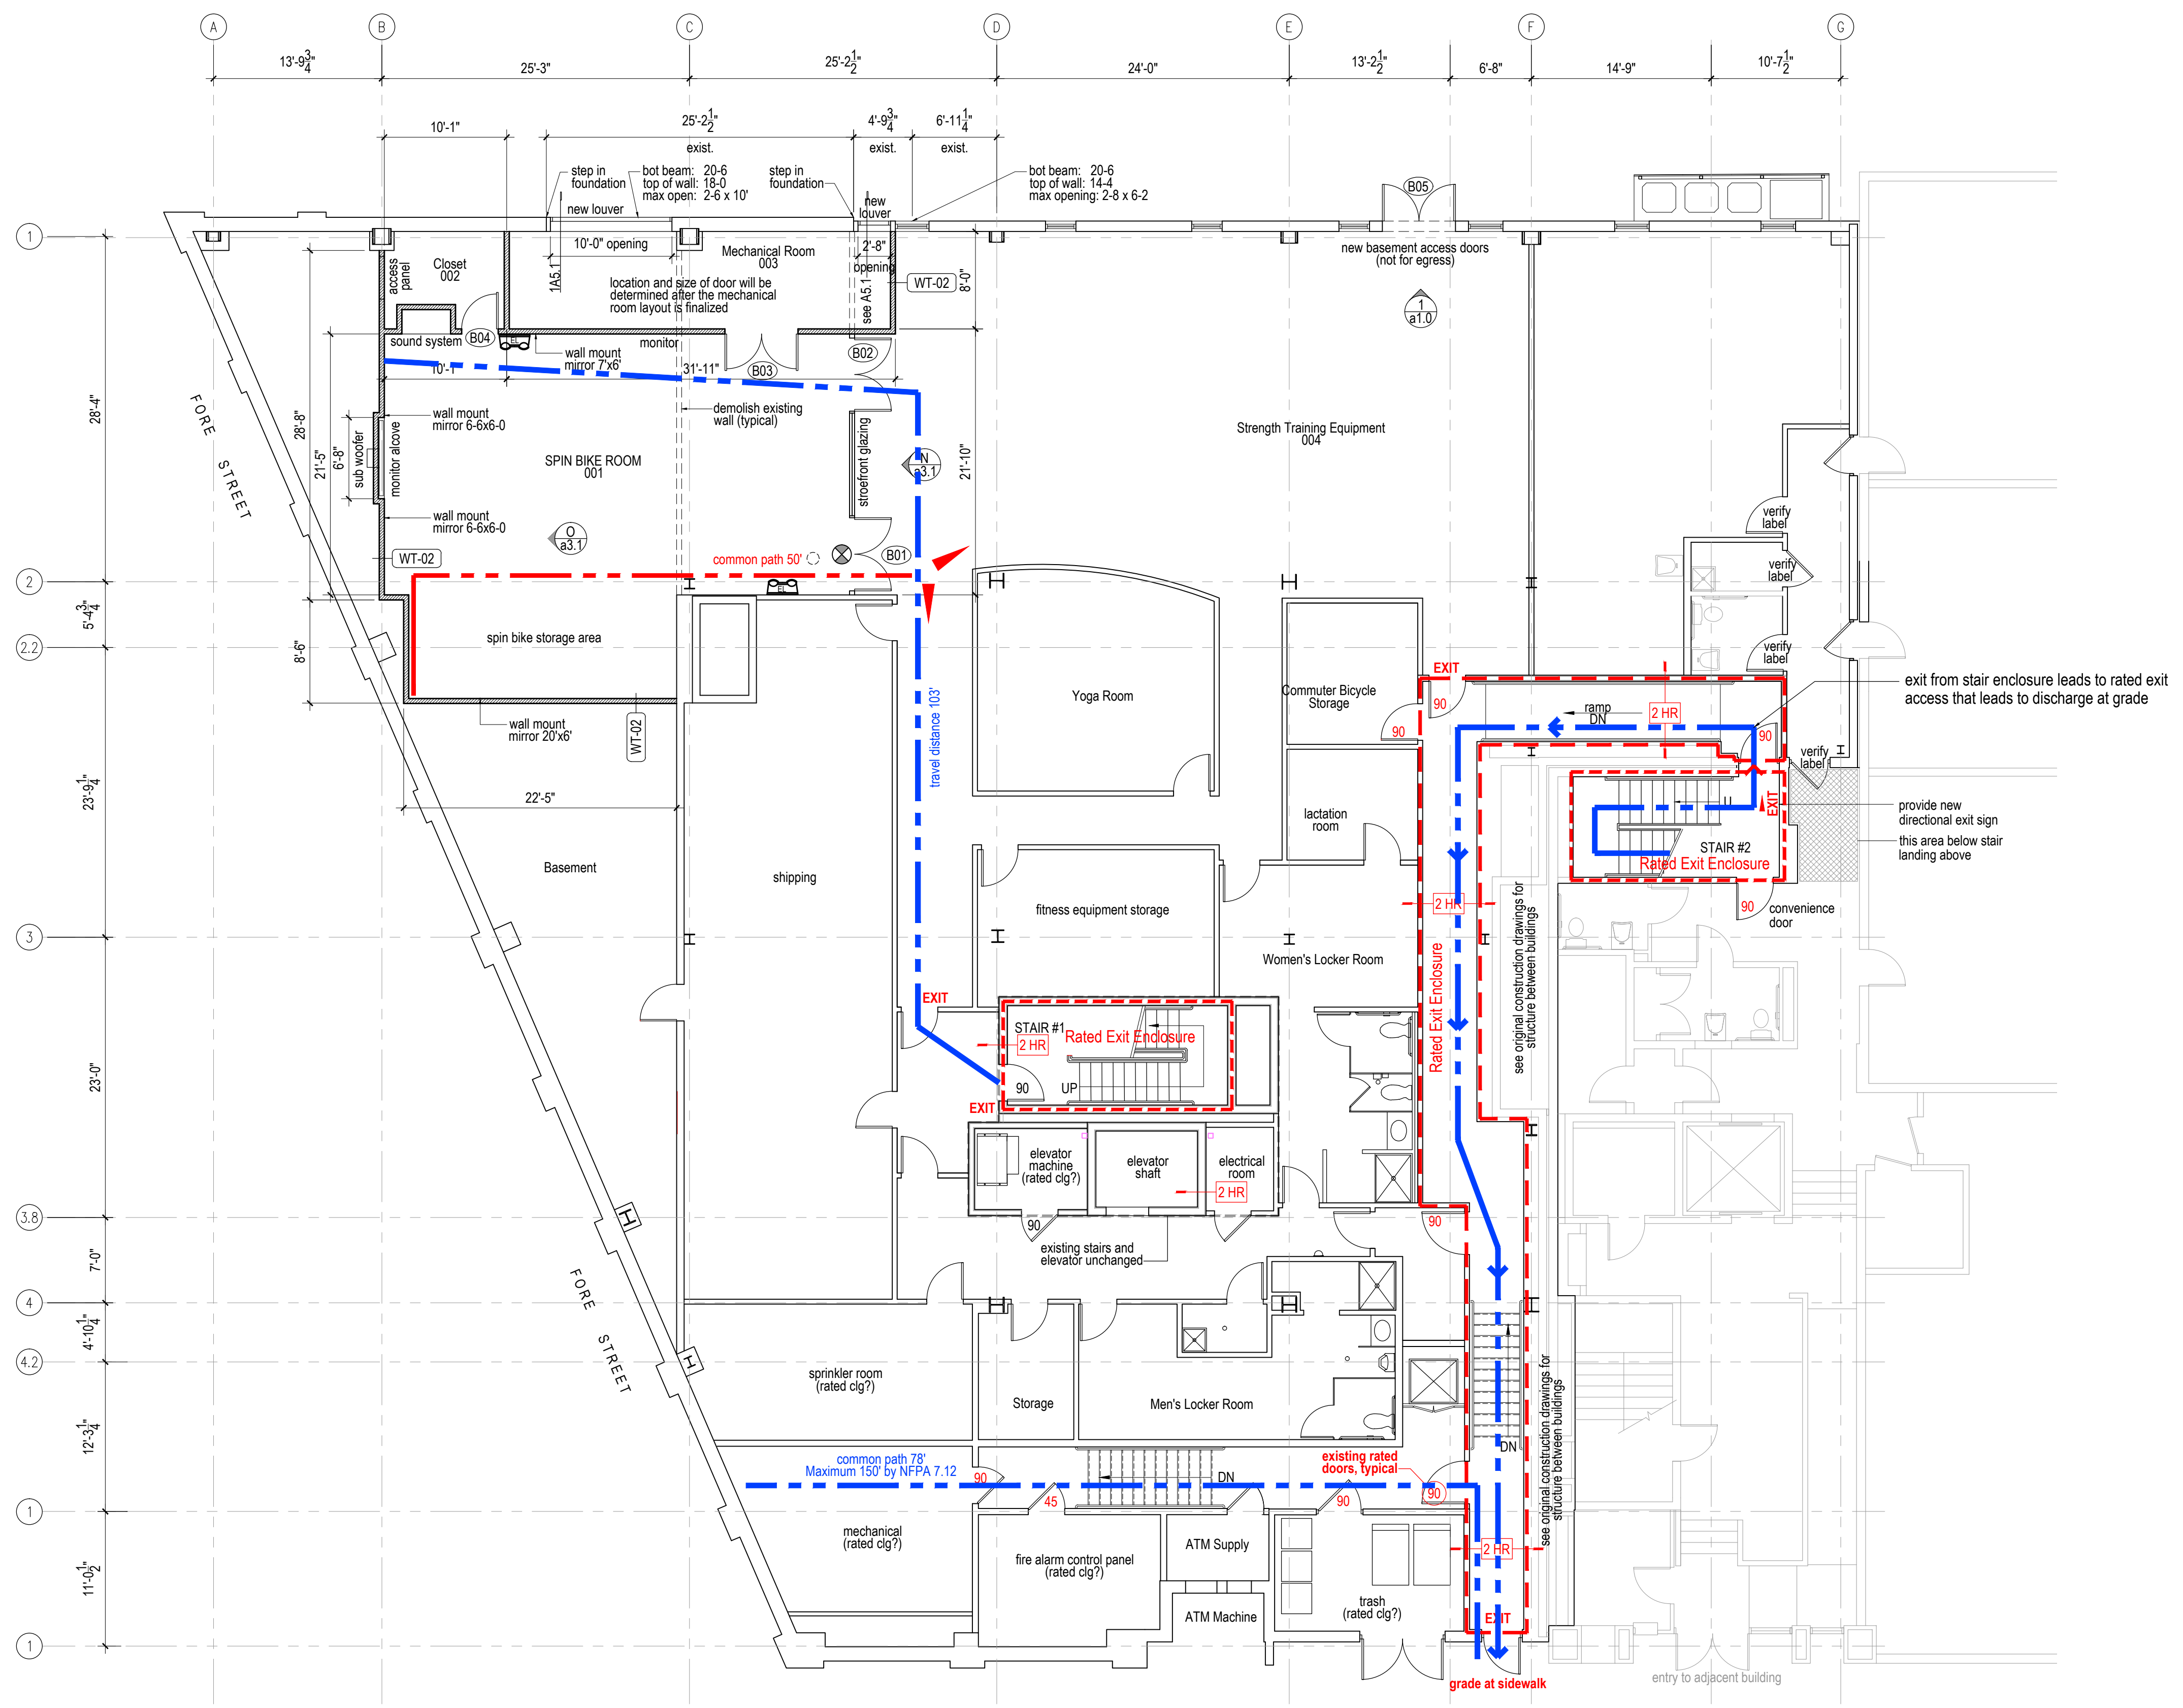 A
B
C
D
E
F
G
13'-9 3/4"
25'-3"
25'-2 1/2"
24'-0"
13'-2 1/2"
6'-8"
14'-9"
10'-7 1/2"
10'-1"
25'-2 1/2"
exist.
4'-9 3/4"
exist.
6'-11 1/4"
exist.
step in
foundation
bot beam: 20-6
top of wall: 18-0
max open: 2-6 x 10'
step in
foundation
bot beam: 20-6
top of wall: 14-4
max opening: 2-8 x 6-2
B05
new louver
new
louver
1
10'-0" opening
Mechanical Room
003
2'-8"
opening
new basement access doors
(not for egress)
access
panel
Closet
002
1A5.1
location and size of door will be
determined after the mechanical
room layout is finalized
see A5.1
WT-02
8'-0"
1
a1.0
sound system
B04
EL
wall mount
mirror 7'x6'
monitor
B03
B02
10'-1"
31'-11"
28'-4"
28'-8"
21'-5"
6'-8"
sub woofer
monitor alcove
wall mount
mirror 6-6x6-0
demolish existing
wall (typical)
stroefront glazing
21'-10"
Strength Training Equipment
004
N
a3.1
SPIN BIKE ROOM
001
FORE STREET
wall mount
mirror 6-6x6-0
O
a3.1
WT-02
common path 50'
B01
EL
verify
label
verify
label
verify
label
2
5'-4 3/4"
2.2
8'-6"
spin bike storage area
wall mount
mirror 20'x6'
WT-02
22'-5"
Yoga Room
Commuter Bicycle
Storage
EXIT
90
90
ramp
DN
2 HR
90
exit from stair enclosure leads to rated exit
access that leads to discharge at grade
verify
label
travel distance 103'
23'-9 1/4"
lactation
room
U
EXIT
STAIR #2
Rated Exit Enclosure
provide new
directional exit sign
this area below stair
landing above
90
convenience
door
Basement
shipping
fitness equipment storage
2 HR
see original construction drawings for
structure between buildings
3
Women's Locker Room
Rated Exit Enclosure
EXIT
STAIR #1
Rated Exit Enclosure
2 HR
90
UP
EXIT
23'-0"
elevator
machine
(rated clg?)
elevator
shaft
electrical
room
2 HR
90
90
3.8
existing stairs and
elevator unchanged
7'-0"
FORE STREET
4
4'-10 1/4"
4.2
sprinkler room
(rated clg?)
Storage
Men's Locker Room
see original construction drawings for
structure between buildings
12'-3 3/4"
DN
common path 78'
Maximum 150' by NFPA 7.12
existing rated
doors, typical
90
DN
45
90
90
1
mechanical
(rated clg?)
fire alarm control panel
(rated clg?)
ATM Supply
2 HR
11'-0 1/2"
ATM Machine
trash
(rated clg?)
EXIT
1
grade at sidewalk
entry to adjacent building